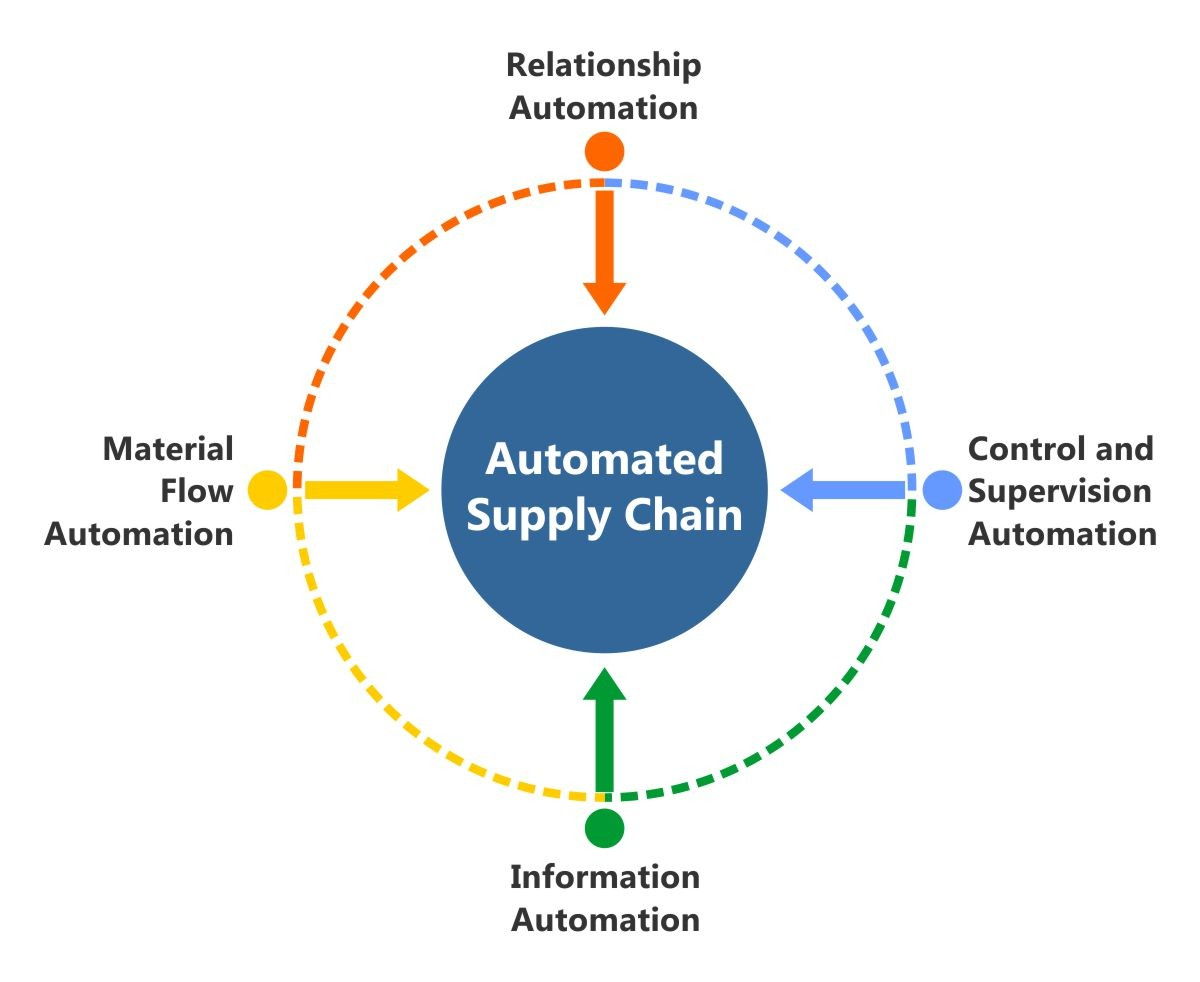 Relationship
Automation
Material
Flow
Automation
Automated
Supply Chain
Control and
Supervision
Automation
Information
Automation